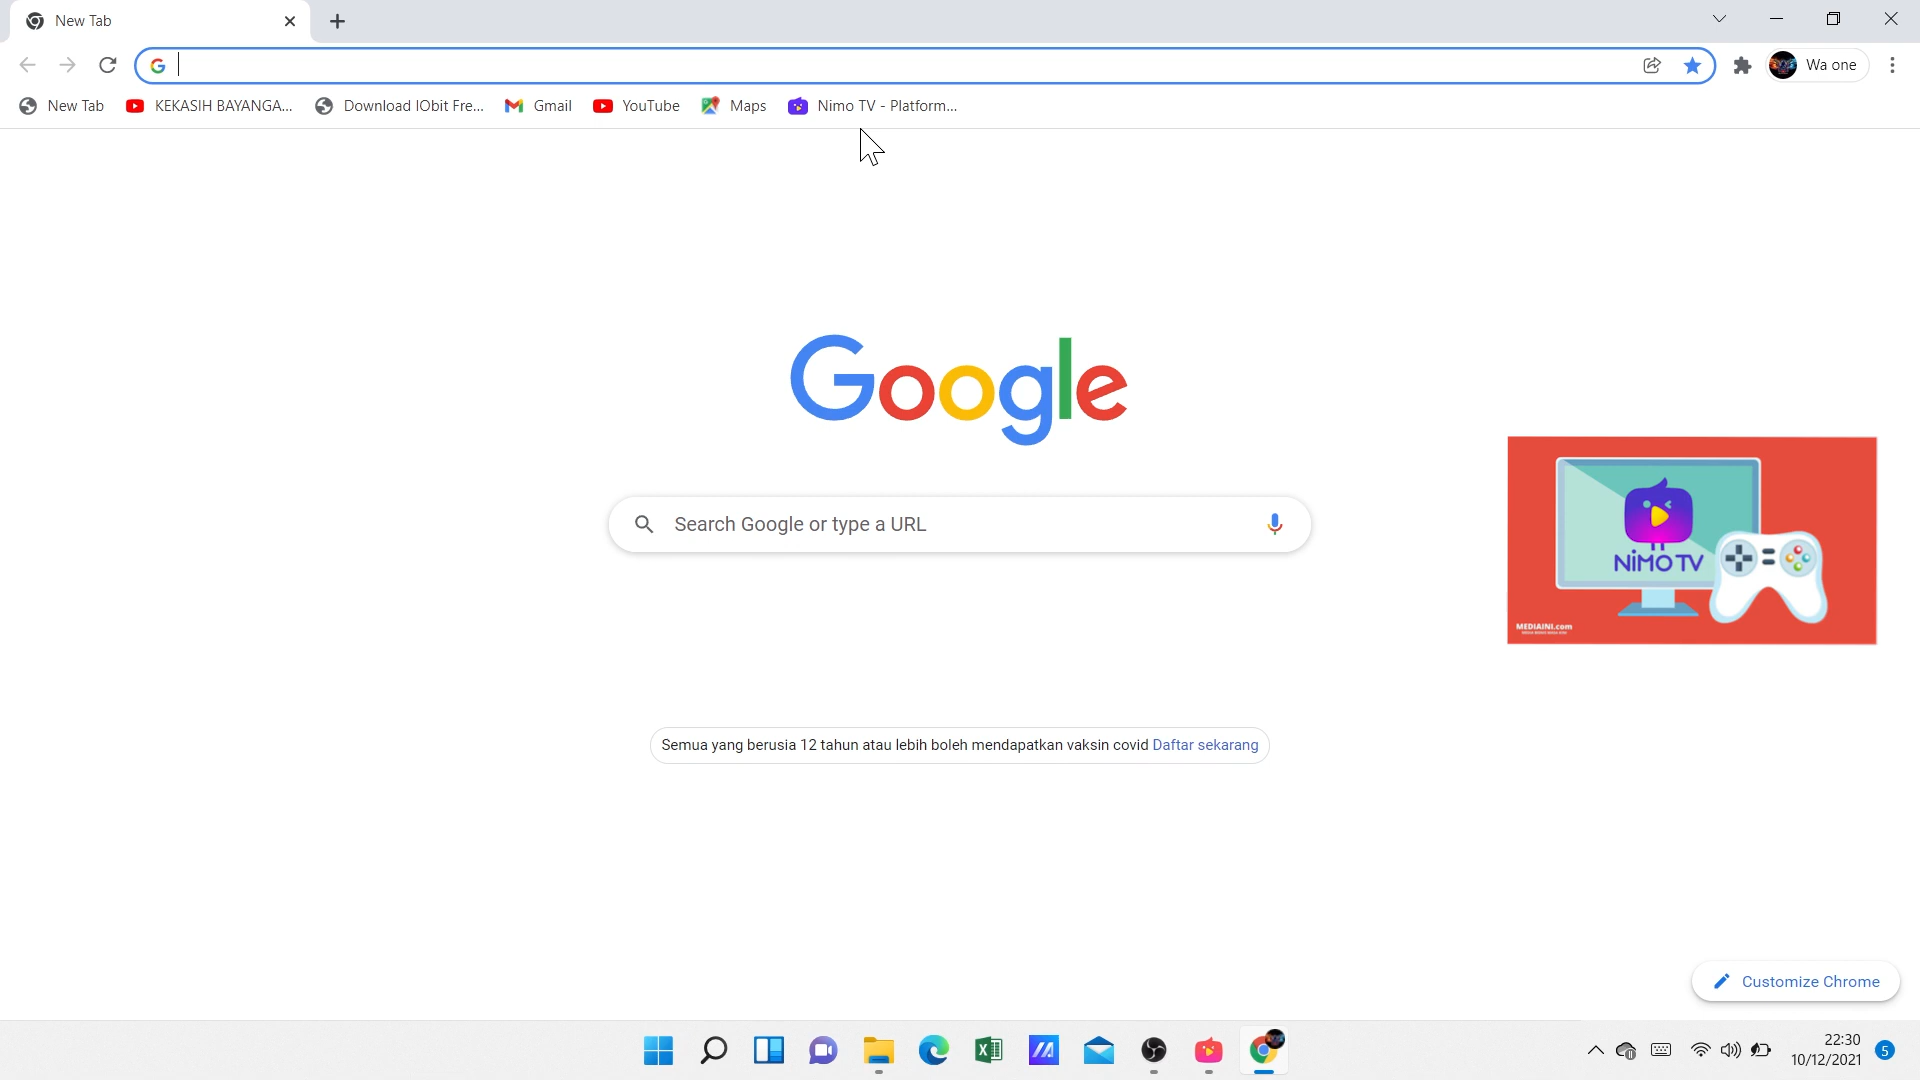 New Tab
Wa one
New Tab KEKASIH BAYANGA... Download IObit Fre... Gmail YouTube Maps Nimo TV - Platform...
Google
Search Google or type a URL
NiMO TV
MEDIAINI.com
Semua yang berusia 12 tahun atau lebih boleh mendapatkan vaksin covid Daftar sekarang
Customize Chrome
22:30
10/12/2021
5